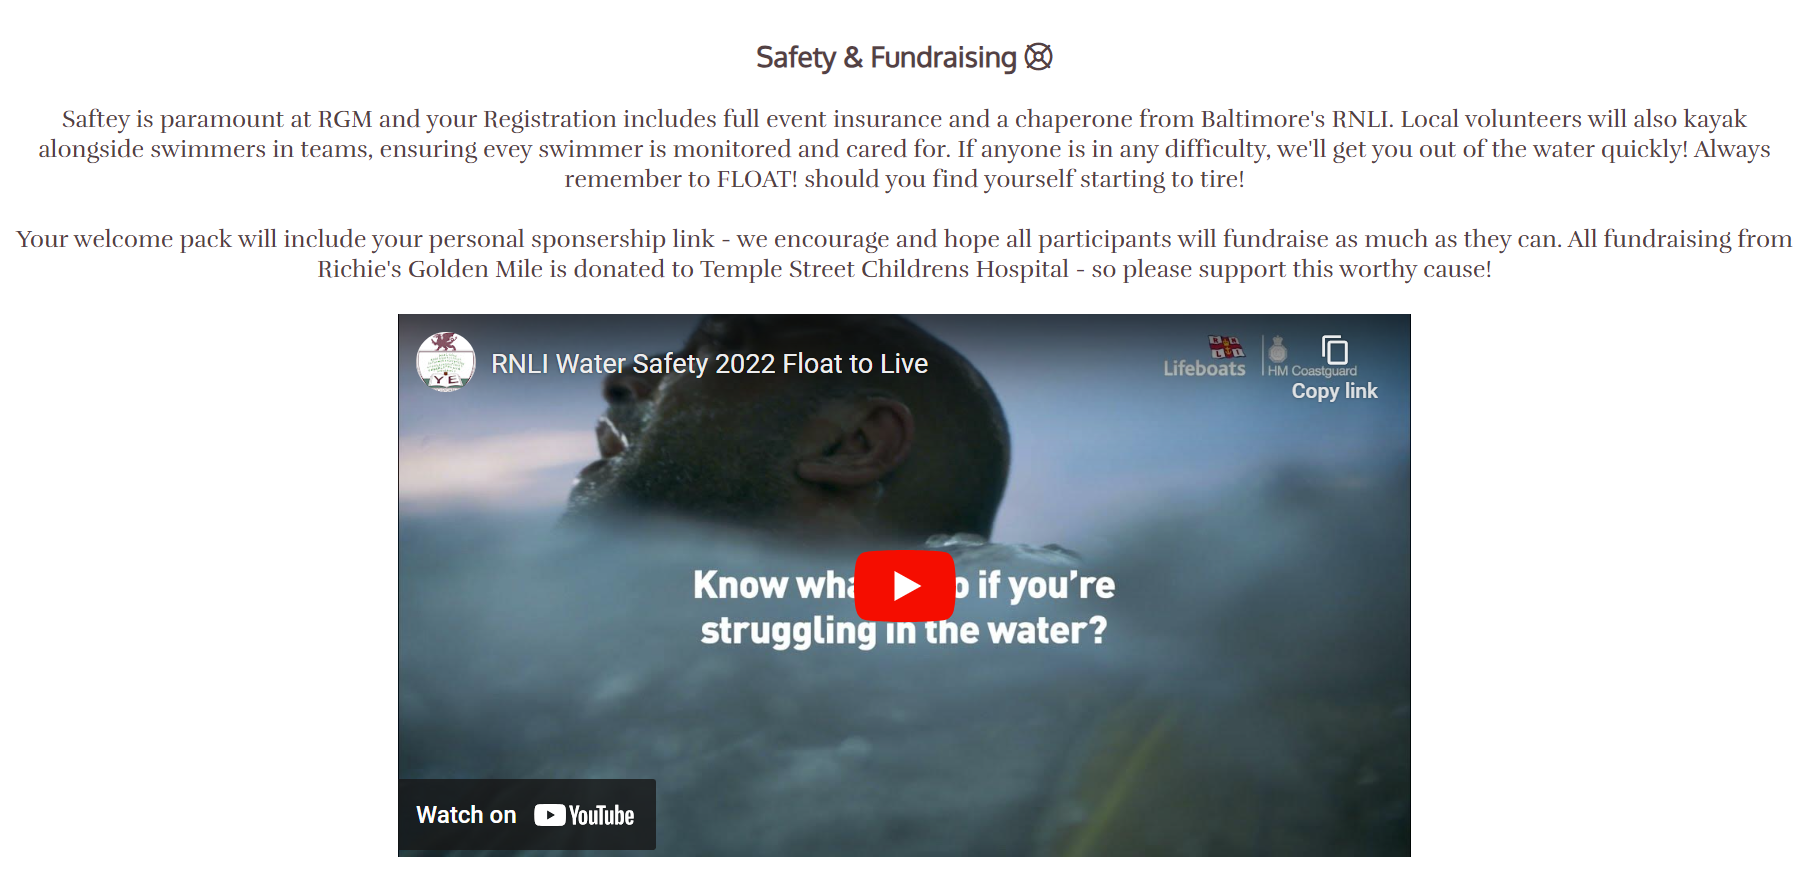 Safety & Fundraising
Saftey is paramount at RGM and your Registration includes full event insurance and a chaperone from Baltimore's RNLI. Local volunteers will also kayak
alongside swimmers in teams, ensuring evey swimmer is monitored and cared for. If anyone is in any difficulty, we'll get you out of the water quickly! Always
remember to FLOAT! should you find yourself starting to tire!
Your welcome pack will include your personal sponsership link - we encourage and hope all participants will fundraise as much as they can. All fundraising from
Richie's Golden Mile is donated to Temple Street Childrens Hospital - so please support this worthy cause!
RNLI Water Safety 2022 Float to Live
YE
RNLI
Lifeboats
HM Coastguard
Copy link
Know wha o if you're
struggling in the water?
Watch on YouTube